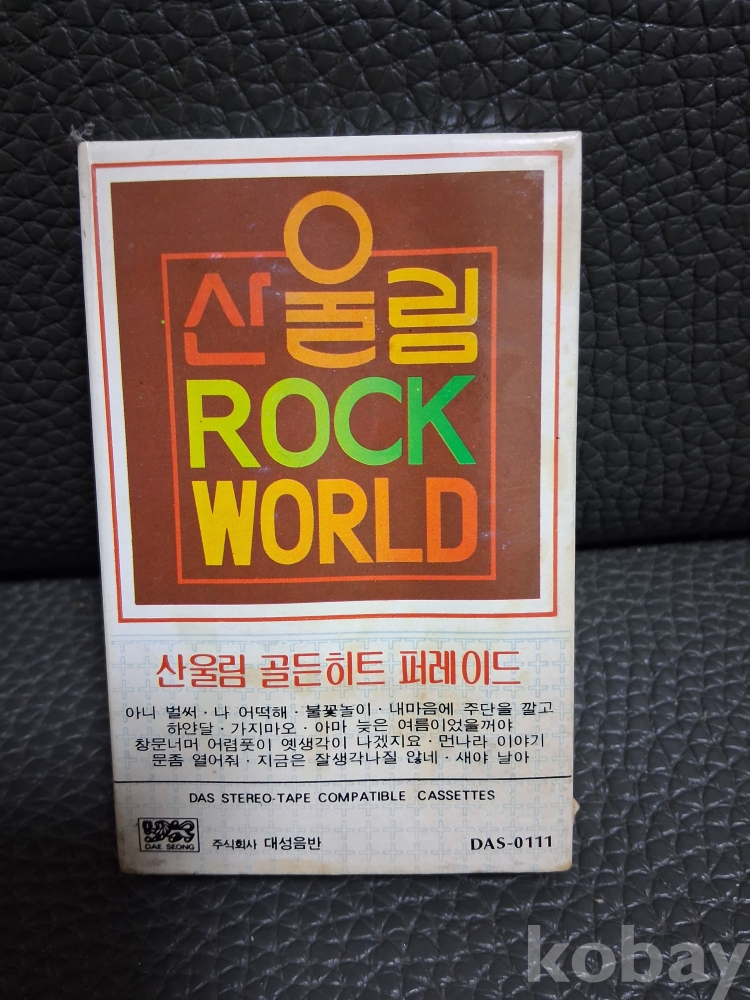 산울림
ROCK
WORLD
산울림 골든히트 퍼레이드
아니 벌써 · 나 어떡해 · 불꽃놀이 · 내마음에 주단을 깔고
하얀달 · 가지마오 · 아마 늦은 여름이었을꺼야
창문너머 어렴풋이 옛생각이 나겠지요 · 먼나라 이야기
문좀 열어줘 · 지금은 잘생각나질 않네 · 새야 날아
DAS STEREO-TAPE COMPATIBLE CASSETTES
DAE SEONG
주식회사 대성음반
DAS-0111
kobay